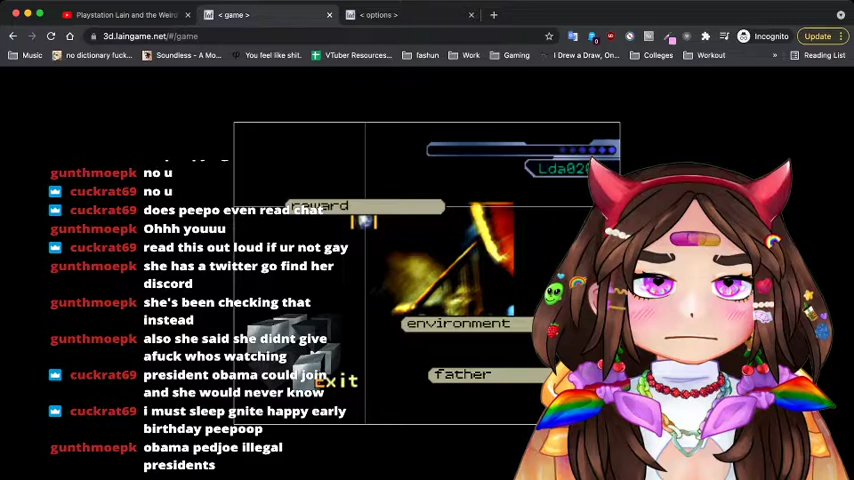 Playstation Lain and the Weird
< game >
< options >
3d.laingame.net/#/game
Incognito
Update
Music
no dictionary fuck...
Soundless - A Mo...
You feel like shit.
VTuber Resources...
fashun
Work
Gaming
I Drew a Draw, On...
Colleges
Workout
Reading List
gunthmoepk no u
cuckrat69 no u
cuckrat69 does peepo even read chat
gunthmoepk Ohhh youuu
cuckrat69 read this out loud if ur not gay
gunthmoepk she has a twitter go find her
discord
gunthmoepk she's been checking that
instead
gunthmoepk also she said she didnt give
afuck whos watching
cuckrat69 president obama could join
and she would never know
cuckrat69 i must sleep gnite happy early
birthday peepoop
gunthmoepk obama pedjoe illegal
presidents
environment
father